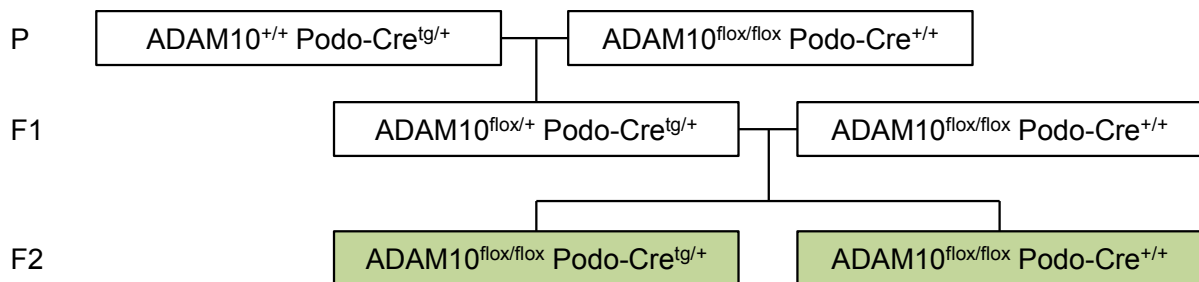 P ADAM10+/+ Podo-Cretg/+ ADAM10flox/flox Podo-Cre+/+
F1 ADAM10flox/+ Podo-Cretg/+ ADAM10flox/flox Podo-Cre+/+
F2 ADAM10flox/flox Podo-Cretg/+ ADAM10flox/flox Podo-Cre+/+